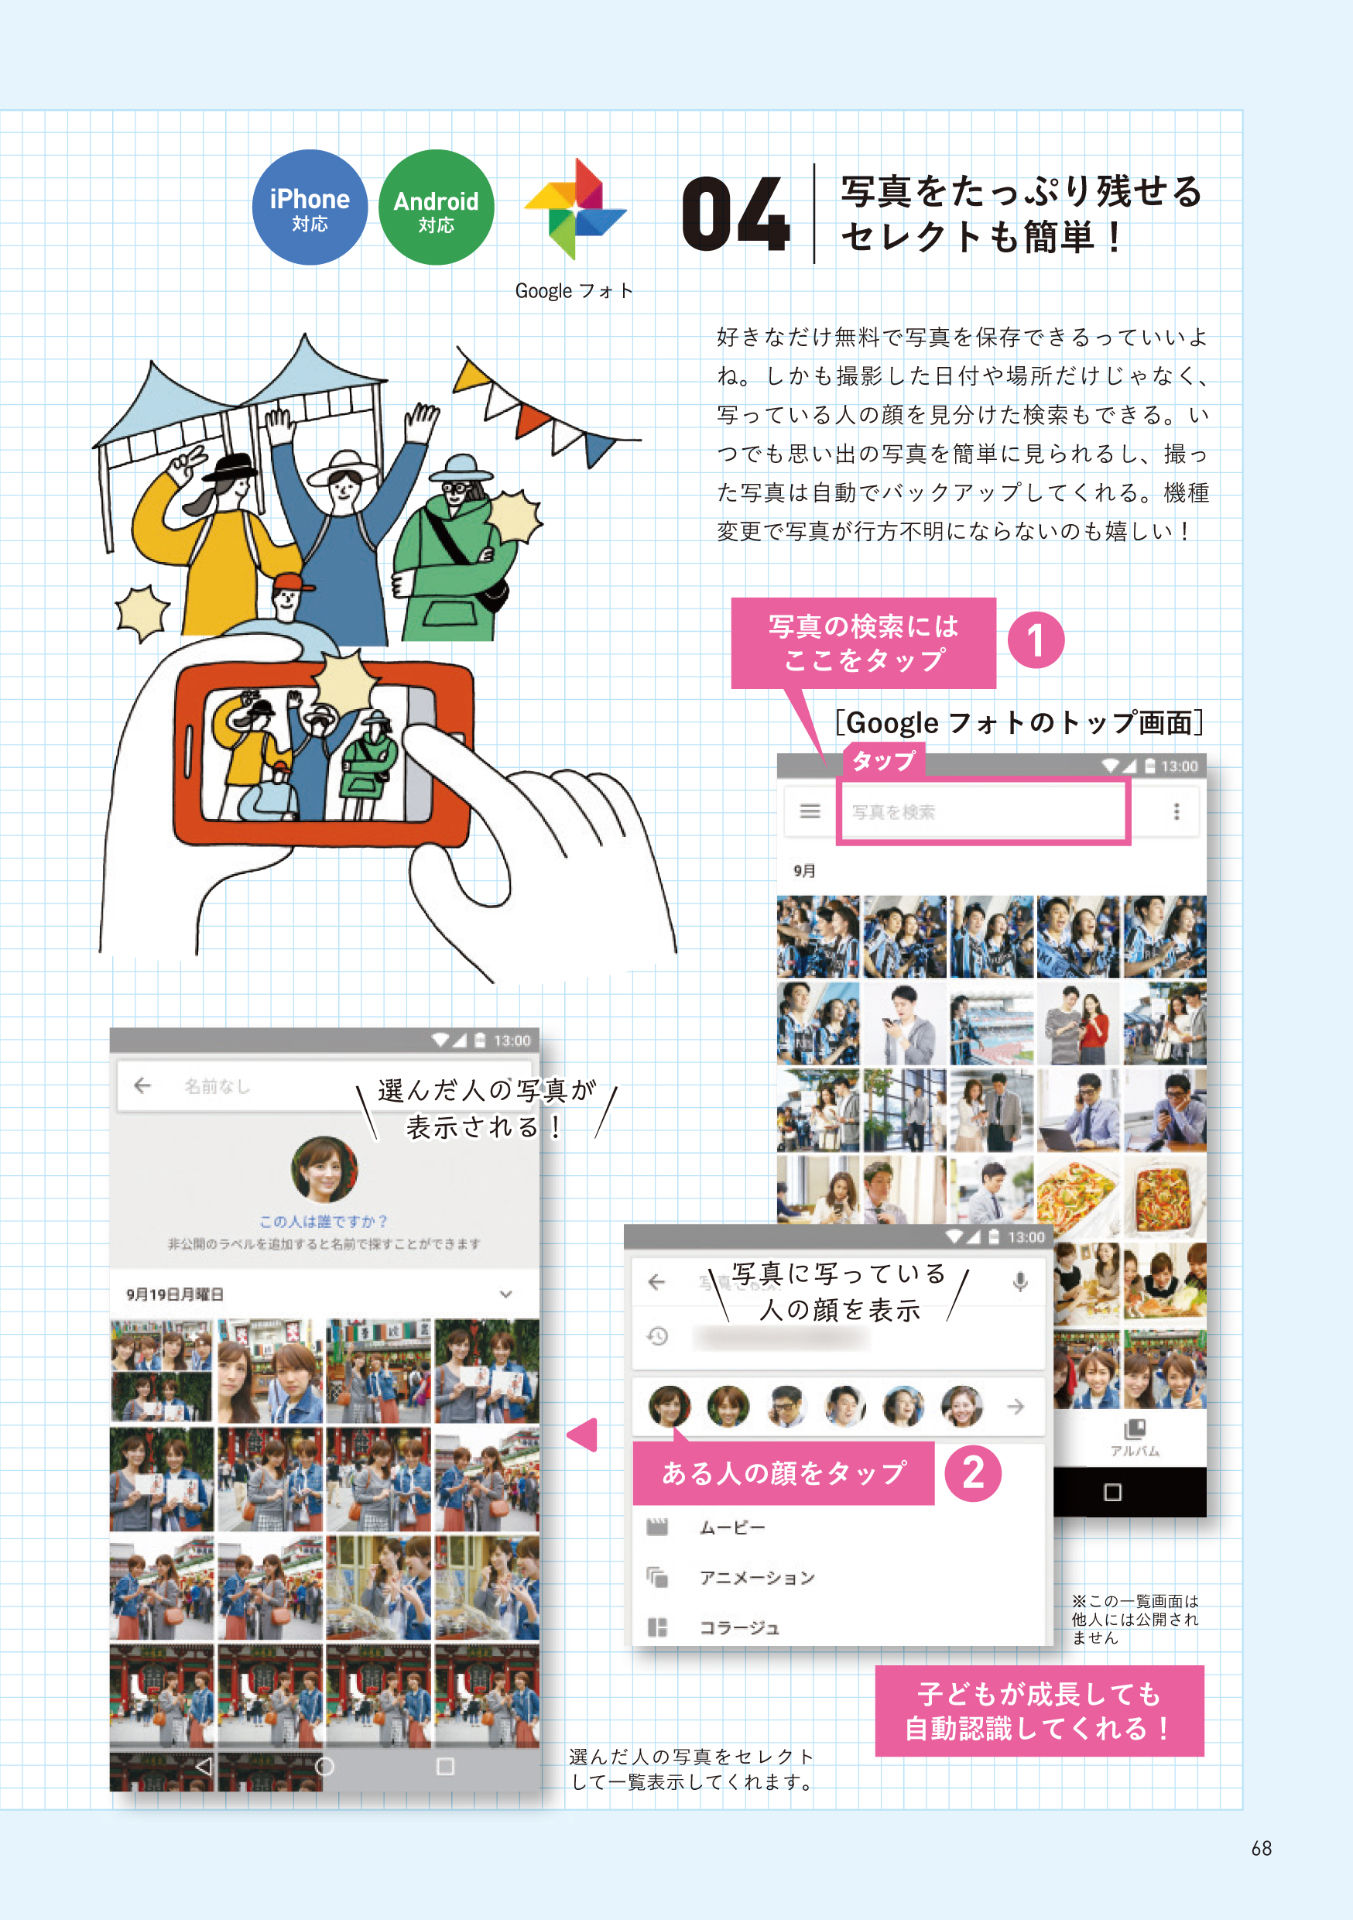 iPhone
対応
Android
対応
Google フォト
04
写真をたっぷり残せる
セレクトも簡単！
好きなだけ無料で写真を保存できるっていいよ
ね。しかも撮影した日付や場所だけじゃなく、
写っている人の顔を見分けた検索もできる。い
つでも思い出の写真を簡単に見られるし、撮っ
た写真は自動でバックアップしてくれる。機種
変更で写真が行方不明にならないのも嬉しい！
写真の検索には
ここをタップ
1
[Google フォトのトップ画面]
タップ
13:00
写真を検索
9月
アルバム
13:00
写真に写っている
人の顔を表示
ある人の顔をタップ
2
ムービー
アニメーション
コラージュ
※この一覧画面は
他人には公開され
ません
子どもが成長しても
自動認識してくれる！
13:00
名前なし
選んだ人の写真が
表示される！
この人は誰ですか？
非公開のラベルを追加すると名前で探すことができます
9月19日月曜日
選んだ人の写真をセレクト
して一覧表示してくれます。
68